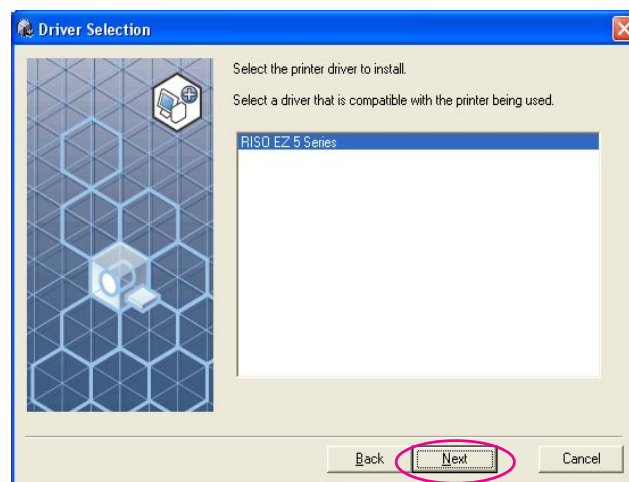 Driver Selection
Select the printer driver to install.
Select a driver that is compatible with the printer being used.
RISO EZ 5 Series
Back
Next
Cancel